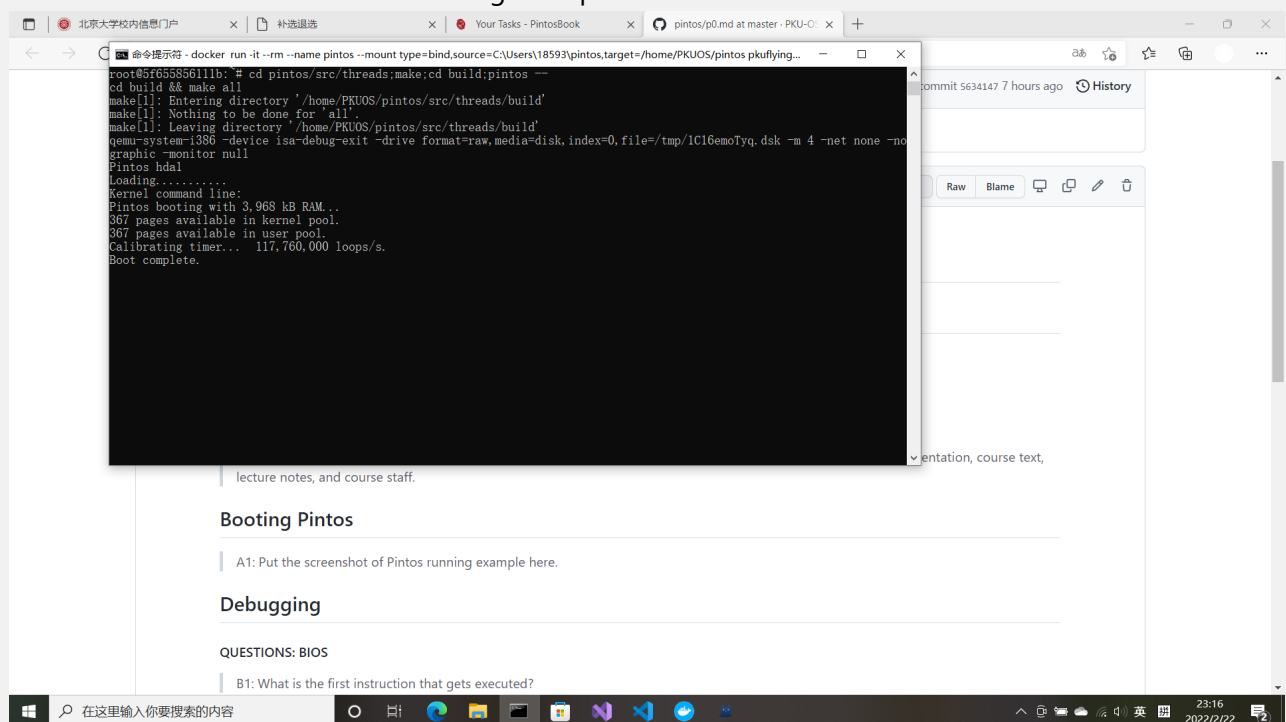 北京大学校内信息门户
补选退选
Your Tasks - PintosBook
pintos/p0.md at master · PKU-OS
命令提示符 - docker run -it --rm --name pintos --mount type=bind,source=C:\Users\18593\pintos,target=/home/PKUOS/pintos pkuflying...
root@5f655856111b:~# cd pintos/src/threads;make;cd build;pintos --
cd build && make all
make[1]: Entering directory '/home/PKUOS/pintos/src/threads/build'
make[1]: Nothing to be done for 'all'.
make[1]: Leaving directory '/home/PKUOS/pintos/src/threads/build'
qemu-system-i386 -device isa-debug-exit -drive format=raw,media=disk,index=0,file=/tmp/1C16emoTyq.dsk -m 4 -net none -no
graphic -monitor null
Pintos hda1
Loading...........
Kernel command line:
Pintos booting with 3,968 kB RAM...
367 pages available in kernel pool.
367 pages available in user pool.
Calibrating timer...  117,760,000 loops/s.
Boot complete.
commit 5634147 7 hours ago History
Raw Blame
entation, course text,
lecture notes, and course staff.
Booting Pintos
A1: Put the screenshot of Pintos running example here.
Debugging
QUESTIONS: BIOS
B1: What is the first instruction that gets executed?
在这里输入你要搜索的内容
英
拼
23:16
2022/2/22